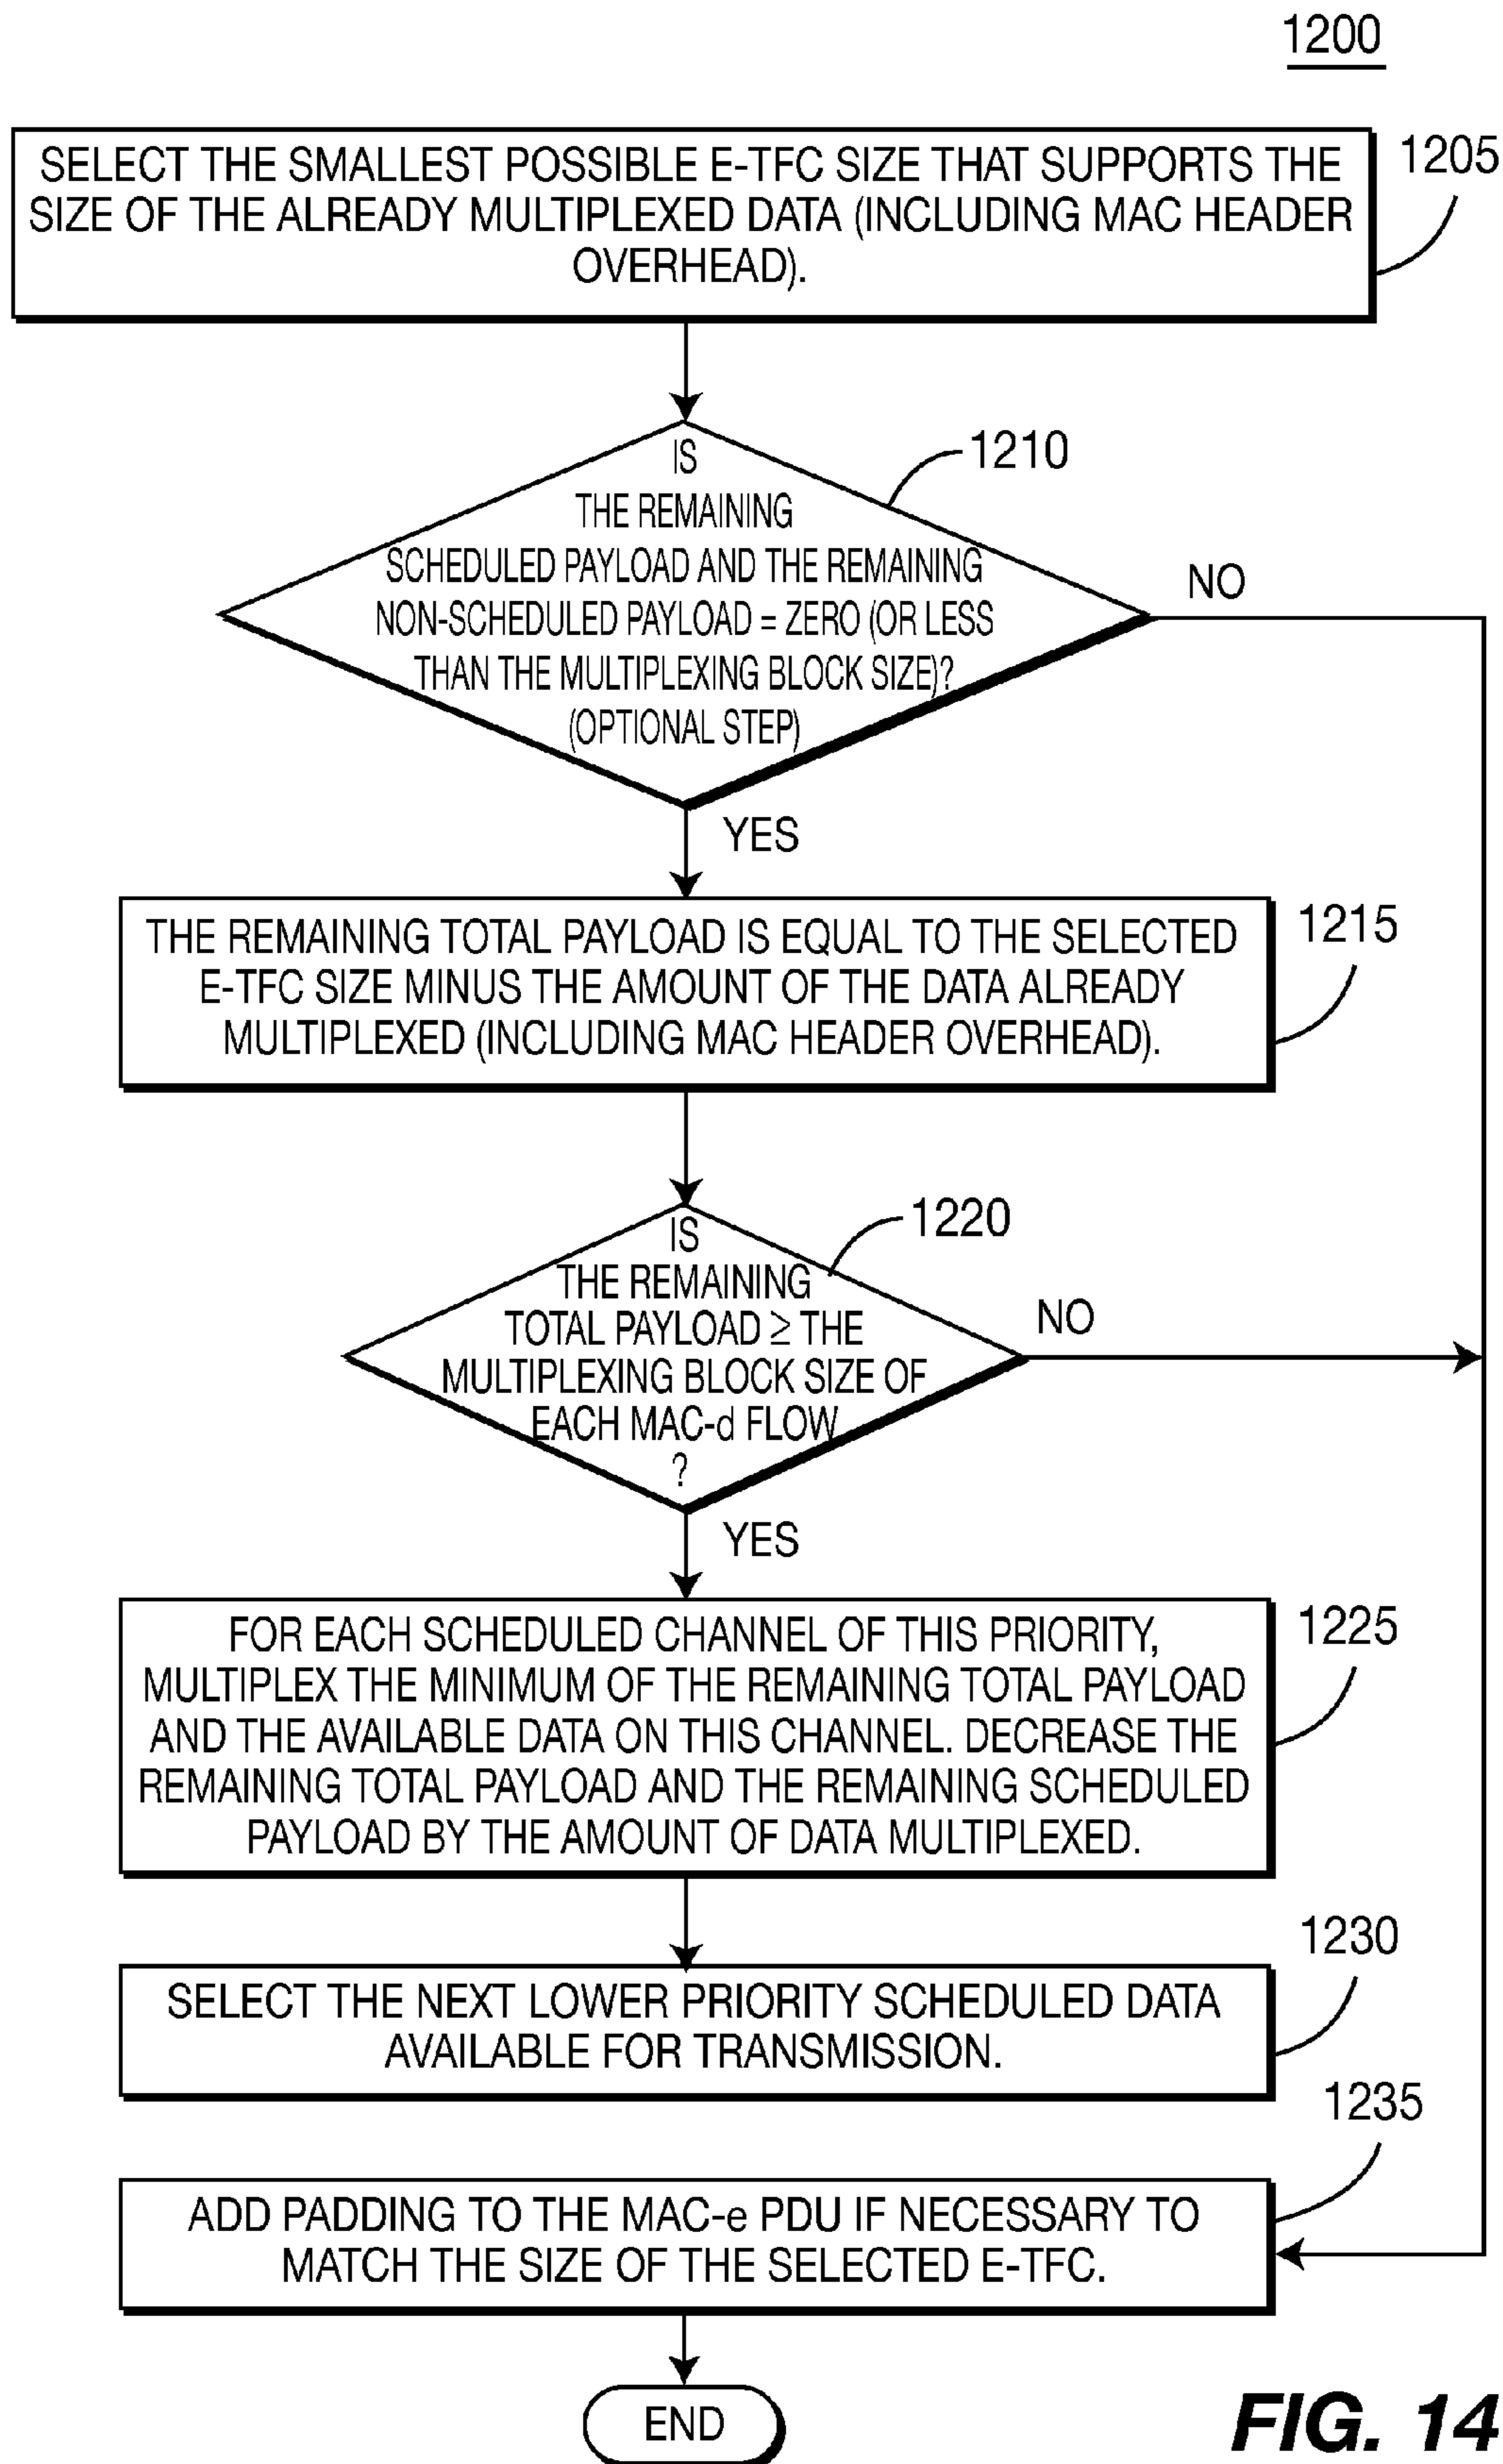 1200
SELECT THE SMALLEST POSSIBLE E-TFC SIZE THAT SUPPORTS THE
SIZE OF THE ALREADY MULTIPLEXED DATA (INCLUDING MAC HEADER
OVERHEAD).
1205
IS
THE REMAINING
SCHEDULED PAYLOAD AND THE REMAINING
NON-SCHEDULED PAYLOAD = ZERO (OR LESS
THAN THE MULTIPLEXING BLOCK SIZE)?
(OPTIONAL STEP)
1210
NO
YES
THE REMAINING TOTAL PAYLOAD IS EQUAL TO THE SELECTED
E-TFC SIZE MINUS THE AMOUNT OF THE DATA ALREADY
MULTIPLEXED (INCLUDING MAC HEADER OVERHEAD).
1215
IS
THE REMAINING
TOTAL PAYLOAD ≥ THE
MULTIPLEXING BLOCK SIZE OF
EACH MAC-d FLOW
?
1220
NO
YES
FOR EACH SCHEDULED CHANNEL OF THIS PRIORITY,
MULTIPLEX THE MINIMUM OF THE REMAINING TOTAL PAYLOAD
AND THE AVAILABLE DATA ON THIS CHANNEL. DECREASE THE
REMAINING TOTAL PAYLOAD AND THE REMAINING SCHEDULED
PAYLOAD BY THE AMOUNT OF DATA MULTIPLEXED.
1225
SELECT THE NEXT LOWER PRIORITY SCHEDULED DATA
AVAILABLE FOR TRANSMISSION.
1230
ADD PADDING TO THE MAC-e PDU IF NECESSARY TO
MATCH THE SIZE OF THE SELECTED E-TFC.
1235
END
FIG. 14